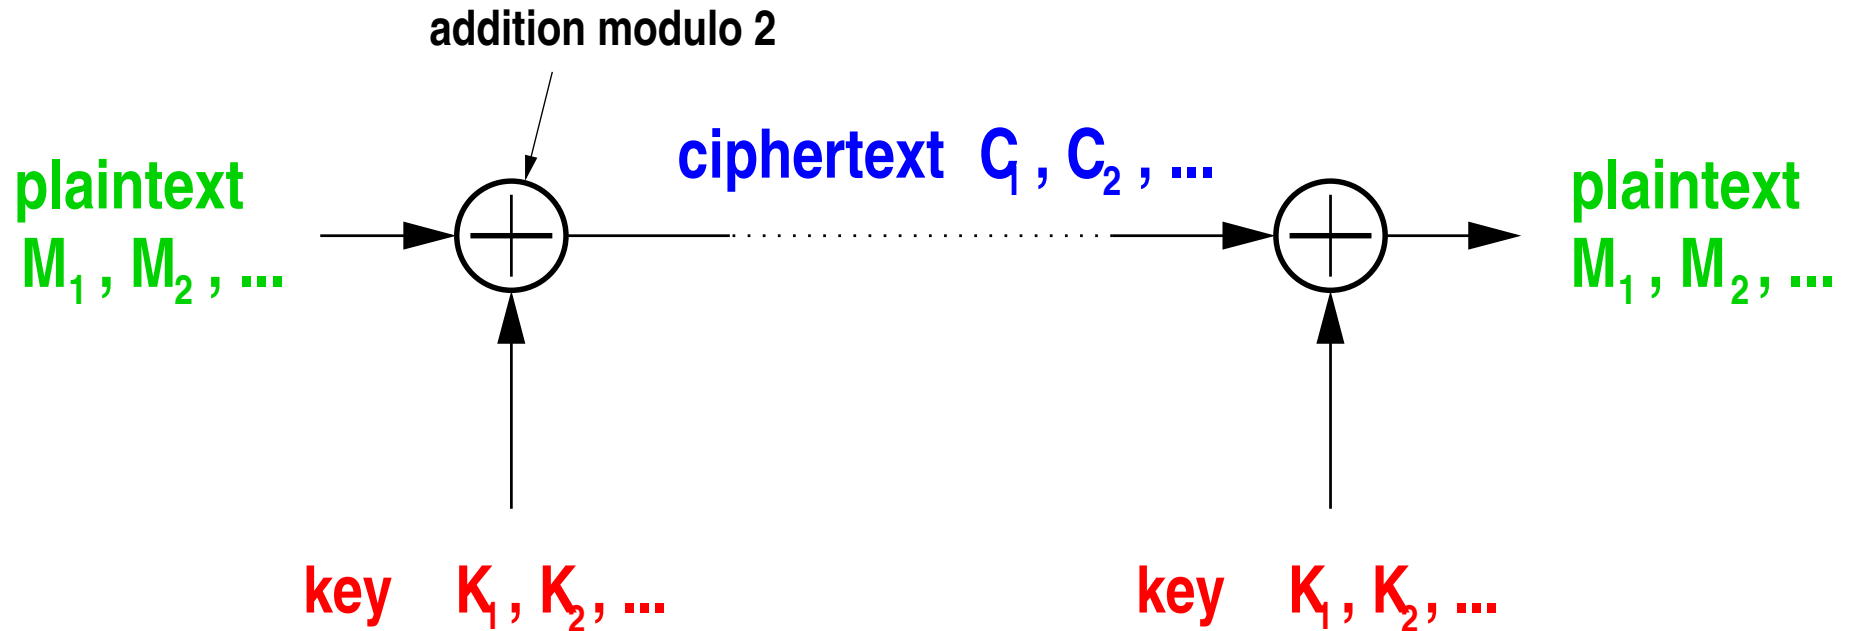 addition modulo 2
ciphertext C₁ , C₂ , ...
plaintext
M₁ , M₂ , ...
plaintext
M₁ , M₂ , ...
key K₁ , K₂ , ...
key K₁ , K₂ , ...